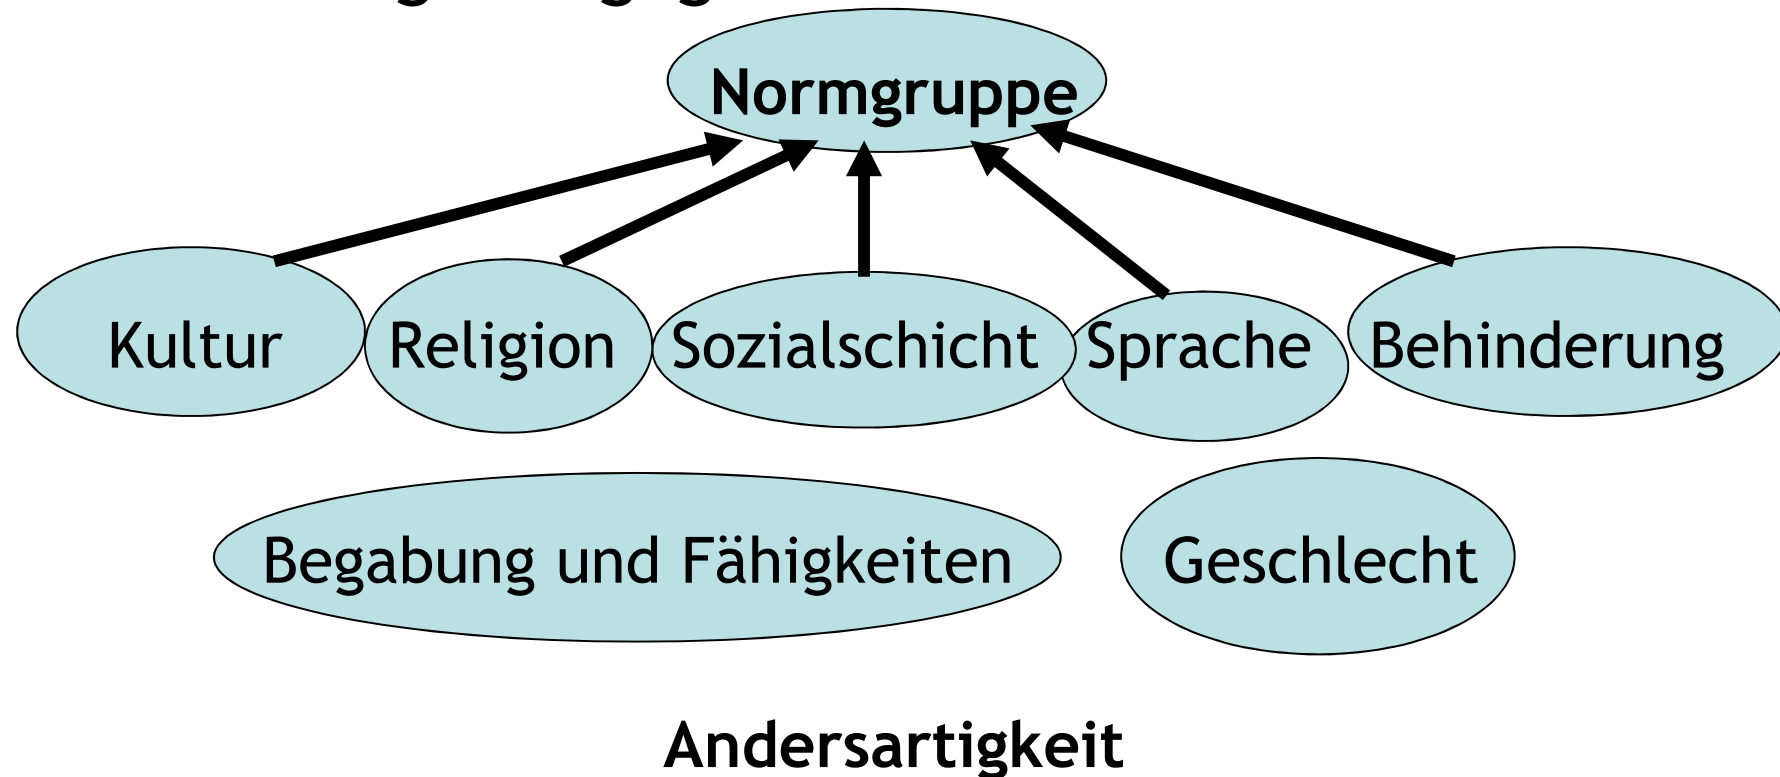 Normgruppe
Kultur Religion Sozialschicht Sprache Behinderung
Begabung und Fähigkeiten Geschlecht
Andersartigkeit